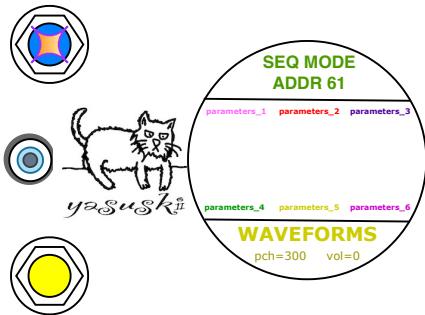 SEQ MODE
ADDR 61
parameters_1 parameters_2 parameters_3
yasuski
parameters_4 parameters_5 parameters_6
WAVEFORMS
pch=300 vol=0